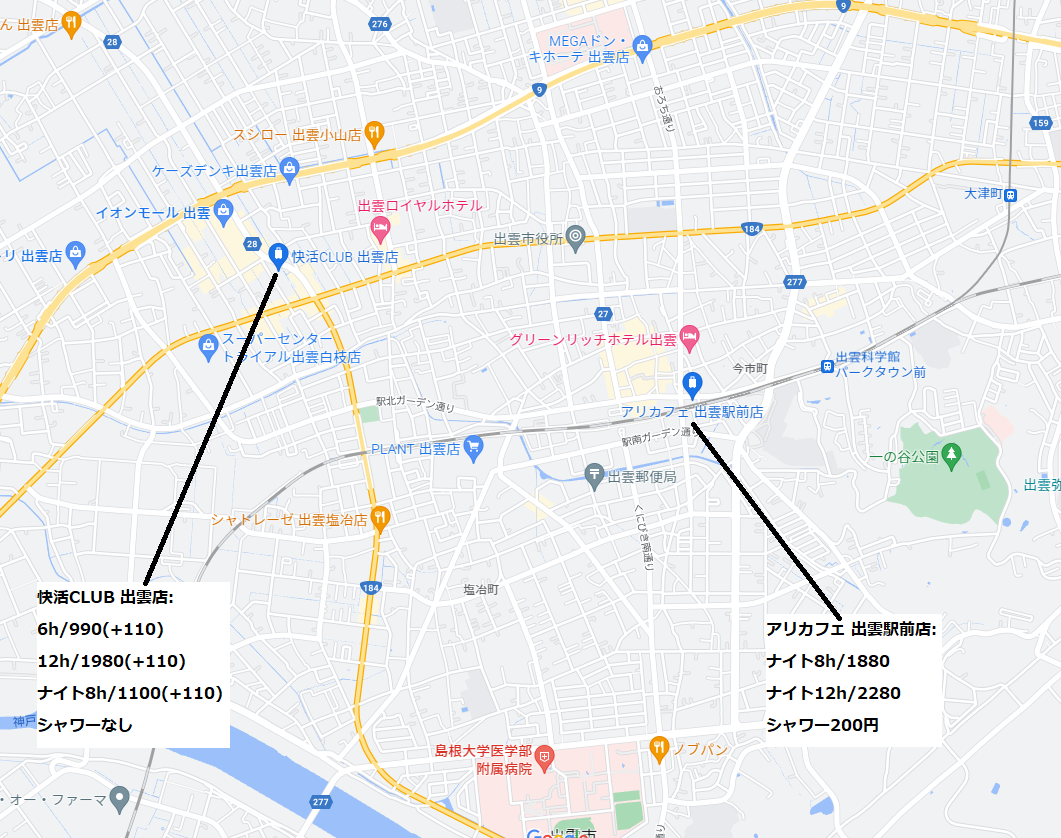 ん 出雲店
276
9
28
MEGAドン・
キホーテ 出雲店
9
おろち通り
159
スシロー 出雲小山店
ケーズデンキ出雲店
イオンモール 出雲
出雲ロイヤルホテル
大津町
184
28
出雲市役所
リ 出雲店
快活CLUB 出雲店
277
27
スーパーセンター
トライアル出雲白枝店
グリーンリッチホテル出雲
今市町
出雲科学館
パークタウン前
駅北ガーデン通り
アリカフェ 出雲駅前店
駅南ガーデン通り
PLANT 出雲店
一の谷公園
出雲郵便局
出雲弥
シャトレーゼ 出雲塩冶店
くにびき南通り
184
塩冶町
快活CLUB 出雲店:
6h/990(+110)
12h/1980(+110)
ナイト8h/1100(+110)
シャワーなし
アリカフェ 出雲駅前店:
ナイト8h/1880
ナイト12h/2280
シャワー200円
神戸
島根大学医学部
附属病院
ノブパン
・オー・ファーマ
277
出雲市